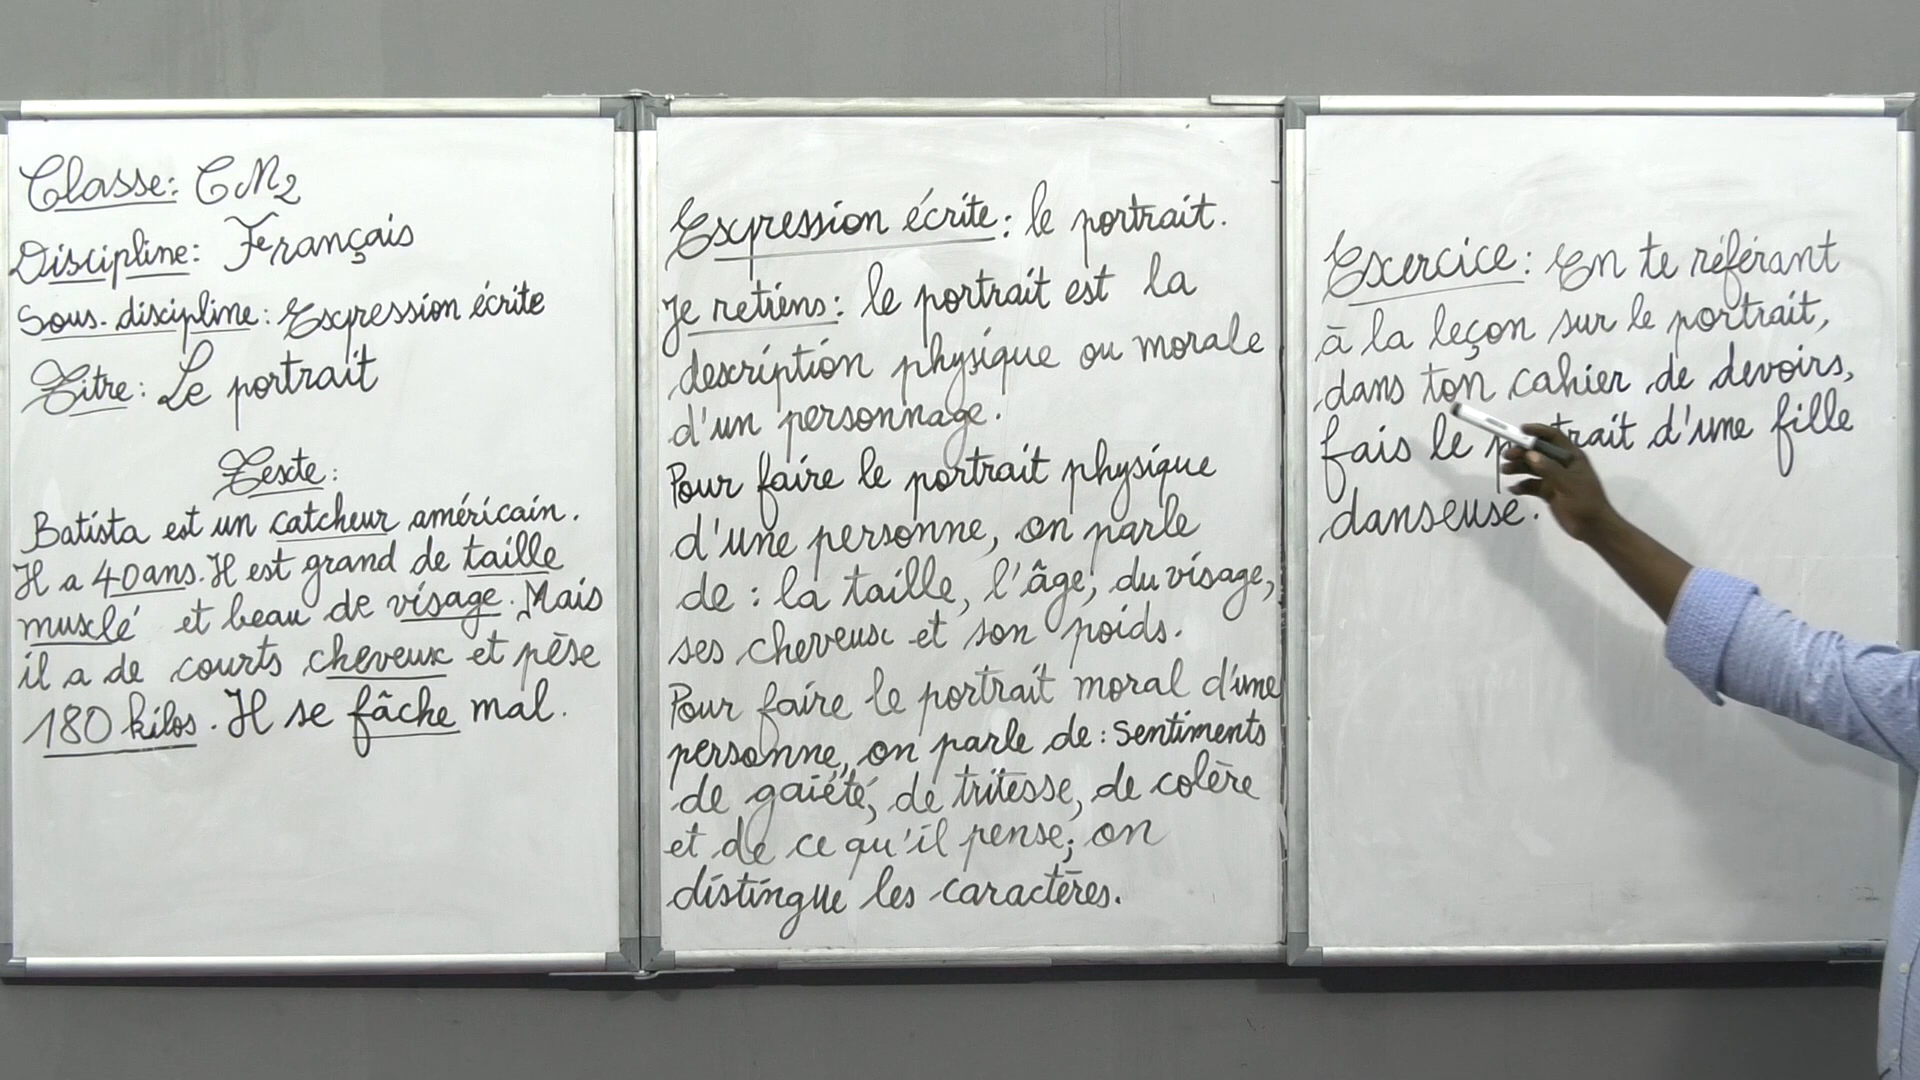 Classe: CM2
Discipline: Français
Sous-discipline: Expression écrite
Titre: Le portrait
Texte:
Batista est un catcheur américain.
Il a 40 ans. Il est grand de taille
musclé et beau de visage. Mais
il a de courts cheveux et pèse
180 kilos. Il se fâche mal.
Expression écrite: le portrait.
Je retiens: le portrait est la
description physique ou morale
d'un personnage.
Pour faire le portrait physique
d'une personne, on parle
de: la taille, l'âge, du visage,
ses cheveux et son poids.
Pour faire le portrait moral d'une
personne, on parle de: sentiments
de gaiété, de tritesse, de colère
et de ce qu'il pense; on
distingue les caractères.
Exercice: En te référant
à la leçon sur le portrait,
dans ton cahier de devoirs,
fais le portrait d'une fille
danseuse.